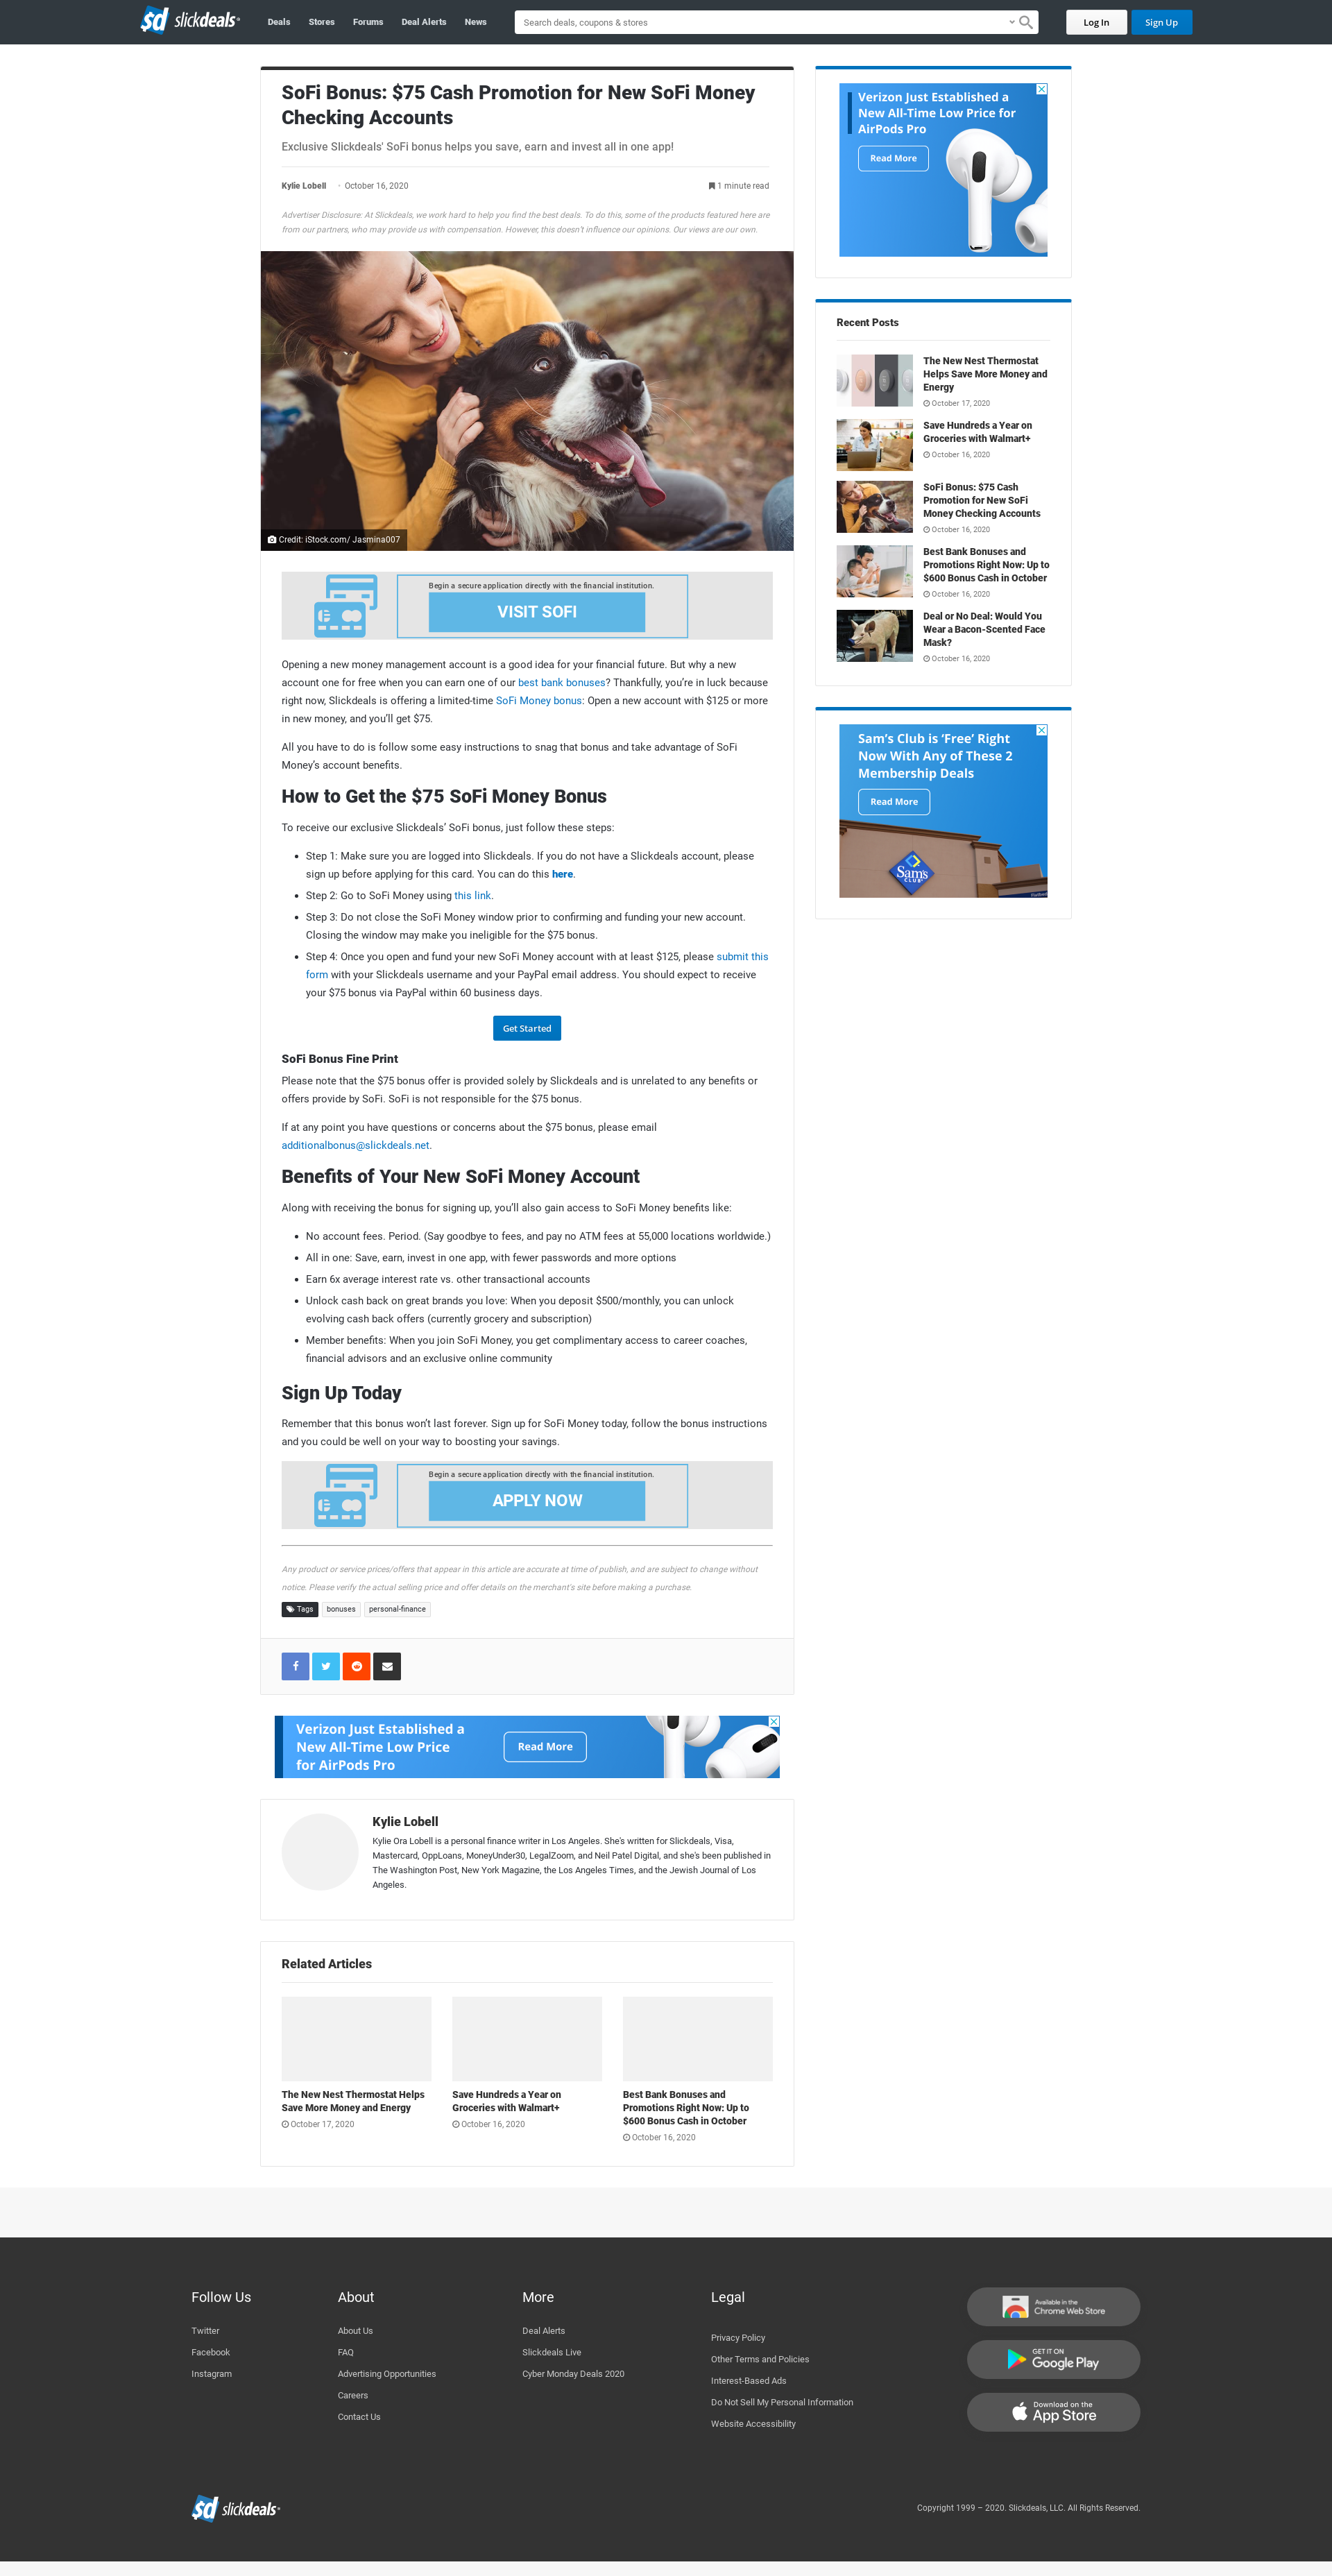 slickdeals
Deals
Stores
Forums
Deal Alerts
News
Search deals, coupons & stores
Log In
Sign Up
SoFi Bonus: $75 Cash Promotion for New SoFi Money
Checking Accounts
Exclusive Slickdeals' SoFi bonus helps you save, earn and invest all in one app!
Kylie Lobell
October 16, 2020
1 minute read
Advertiser Disclosure: At Slickdeals, we work hard to help you find the best deals. To do this, some of the products featured here are
from our partners, who may provide us with compensation. However, this doesn't influence our opinions. Our views are our own.
Credit: iStock.com/ Jasmina007
Begin a secure application directly with the financial institution.
VISIT SOFI
Opening a new money management account is a good idea for your financial future. But why a new
account one for free when you can earn one of our best bank bonuses? Thankfully, you're in luck because
right now, Slickdeals is offering a limited-time SoFi Money bonus: Open a new account with $125 or more
in new money, and you'll get $75.
All you have to do is follow some easy instructions to snag that bonus and take advantage of SoFi
Money's account benefits.
How to Get the $75 SoFi Money Bonus
To receive our exclusive Slickdeals' SoFi bonus, just follow these steps:
• Step 1: Make sure you are logged into Slickdeals. If you do not have a Slickdeals account, please
sign up before applying for this card. You can do this here.
• Step 2: Go to SoFi Money using this link.
• Step 3: Do not close the SoFi Money window prior to confirming and funding your new account.
Closing the window may make you ineligible for the $75 bonus.
• Step 4: Once you open and fund your new SoFi Money account with at least $125, please submit this
form with your Slickdeals username and your PayPal email address. You should expect to receive
your $75 bonus via PayPal within 60 business days.
Get Started
SoFi Bonus Fine Print
Please note that the $75 bonus offer is provided solely by Slickdeals and is unrelated to any benefits or
offers provide by SoFi. SoFi is not responsible for the $75 bonus.
If at any point you have questions or concerns about the $75 bonus, please email
additionalbonus@slickdeals.net.
Benefits of Your New SoFi Money Account
Along with receiving the bonus for signing up, you'll also gain access to SoFi Money benefits like:
• No account fees. Period. (Say goodbye to fees, and pay no ATM fees at 55,000 locations worldwide.)
• All in one: Save, earn, invest in one app, with fewer passwords and more options
• Earn 6x average interest rate vs. other transactional accounts
• Unlock cash back on great brands you love: When you deposit $500/monthly, you can unlock
evolving cash back offers (currently grocery and subscription)
• Member benefits: When you join SoFi Money, you get complimentary access to career coaches,
financial advisors and an exclusive online community
Sign Up Today
Remember that this bonus won't last forever. Sign up for SoFi Money today, follow the bonus instructions
and you could be well on your way to boosting your savings.
Begin a secure application directly with the financial institution.
APPLY NOW
Any product or service prices/offers that appear in this article are accurate at time of publish, and are subject to change without
notice. Please verify the actual selling price and offer details on the merchant's site before making a purchase.
Tags
bonuses
personal-finance
Verizon Just Established a
New All-Time Low Price
for AirPods Pro
Read More
Kylie Lobell
Kylie Ora Lobell is a personal finance writer in Los Angeles. She's written for Slickdeals, Visa,
Mastercard, OppLoans, MoneyUnder30, LegalZoom, and Neil Patel Digital, and she's been published in
The Washington Post, New York Magazine, the Los Angeles Times, and the Jewish Journal of Los
Angeles.
Related Articles
The New Nest Thermostat Helps
Save More Money and Energy
October 17, 2020
Save Hundreds a Year on
Groceries with Walmart+
October 16, 2020
Best Bank Bonuses and
Promotions Right Now: Up to
$600 Bonus Cash in October
October 16, 2020
Verizon Just Established a
New All-Time Low Price for
AirPods Pro
Read More
Recent Posts
The New Nest Thermostat
Helps Save More Money and
Energy
October 17, 2020
Save Hundreds a Year on
Groceries with Walmart+
October 16, 2020
SoFi Bonus: $75 Cash
Promotion for New SoFi
Money Checking Accounts
October 16, 2020
Best Bank Bonuses and
Promotions Right Now: Up to
$600 Bonus Cash in October
October 16, 2020
Deal or No Deal: Would You
Wear a Bacon-Scented Face
Mask?
October 16, 2020
Sam's Club is 'Free' Right
Now With Any of These 2
Membership Deals
Read More
Sam's
CLUB
Follow Us
Twitter
Facebook
Instagram
About
About Us
FAQ
Advertising Opportunities
Careers
Contact Us
More
Deal Alerts
Slickdeals Live
Cyber Monday Deals 2020
Legal
Privacy Policy
Other Terms and Policies
Interest-Based Ads
Do Not Sell My Personal Information
Website Accessibility
Available in the
Chrome Web Store
GET IT ON
Google Play
Download on the
App Store
slickdeals
Copyright 1999 – 2020. Slickdeals, LLC. All Rights Reserved.